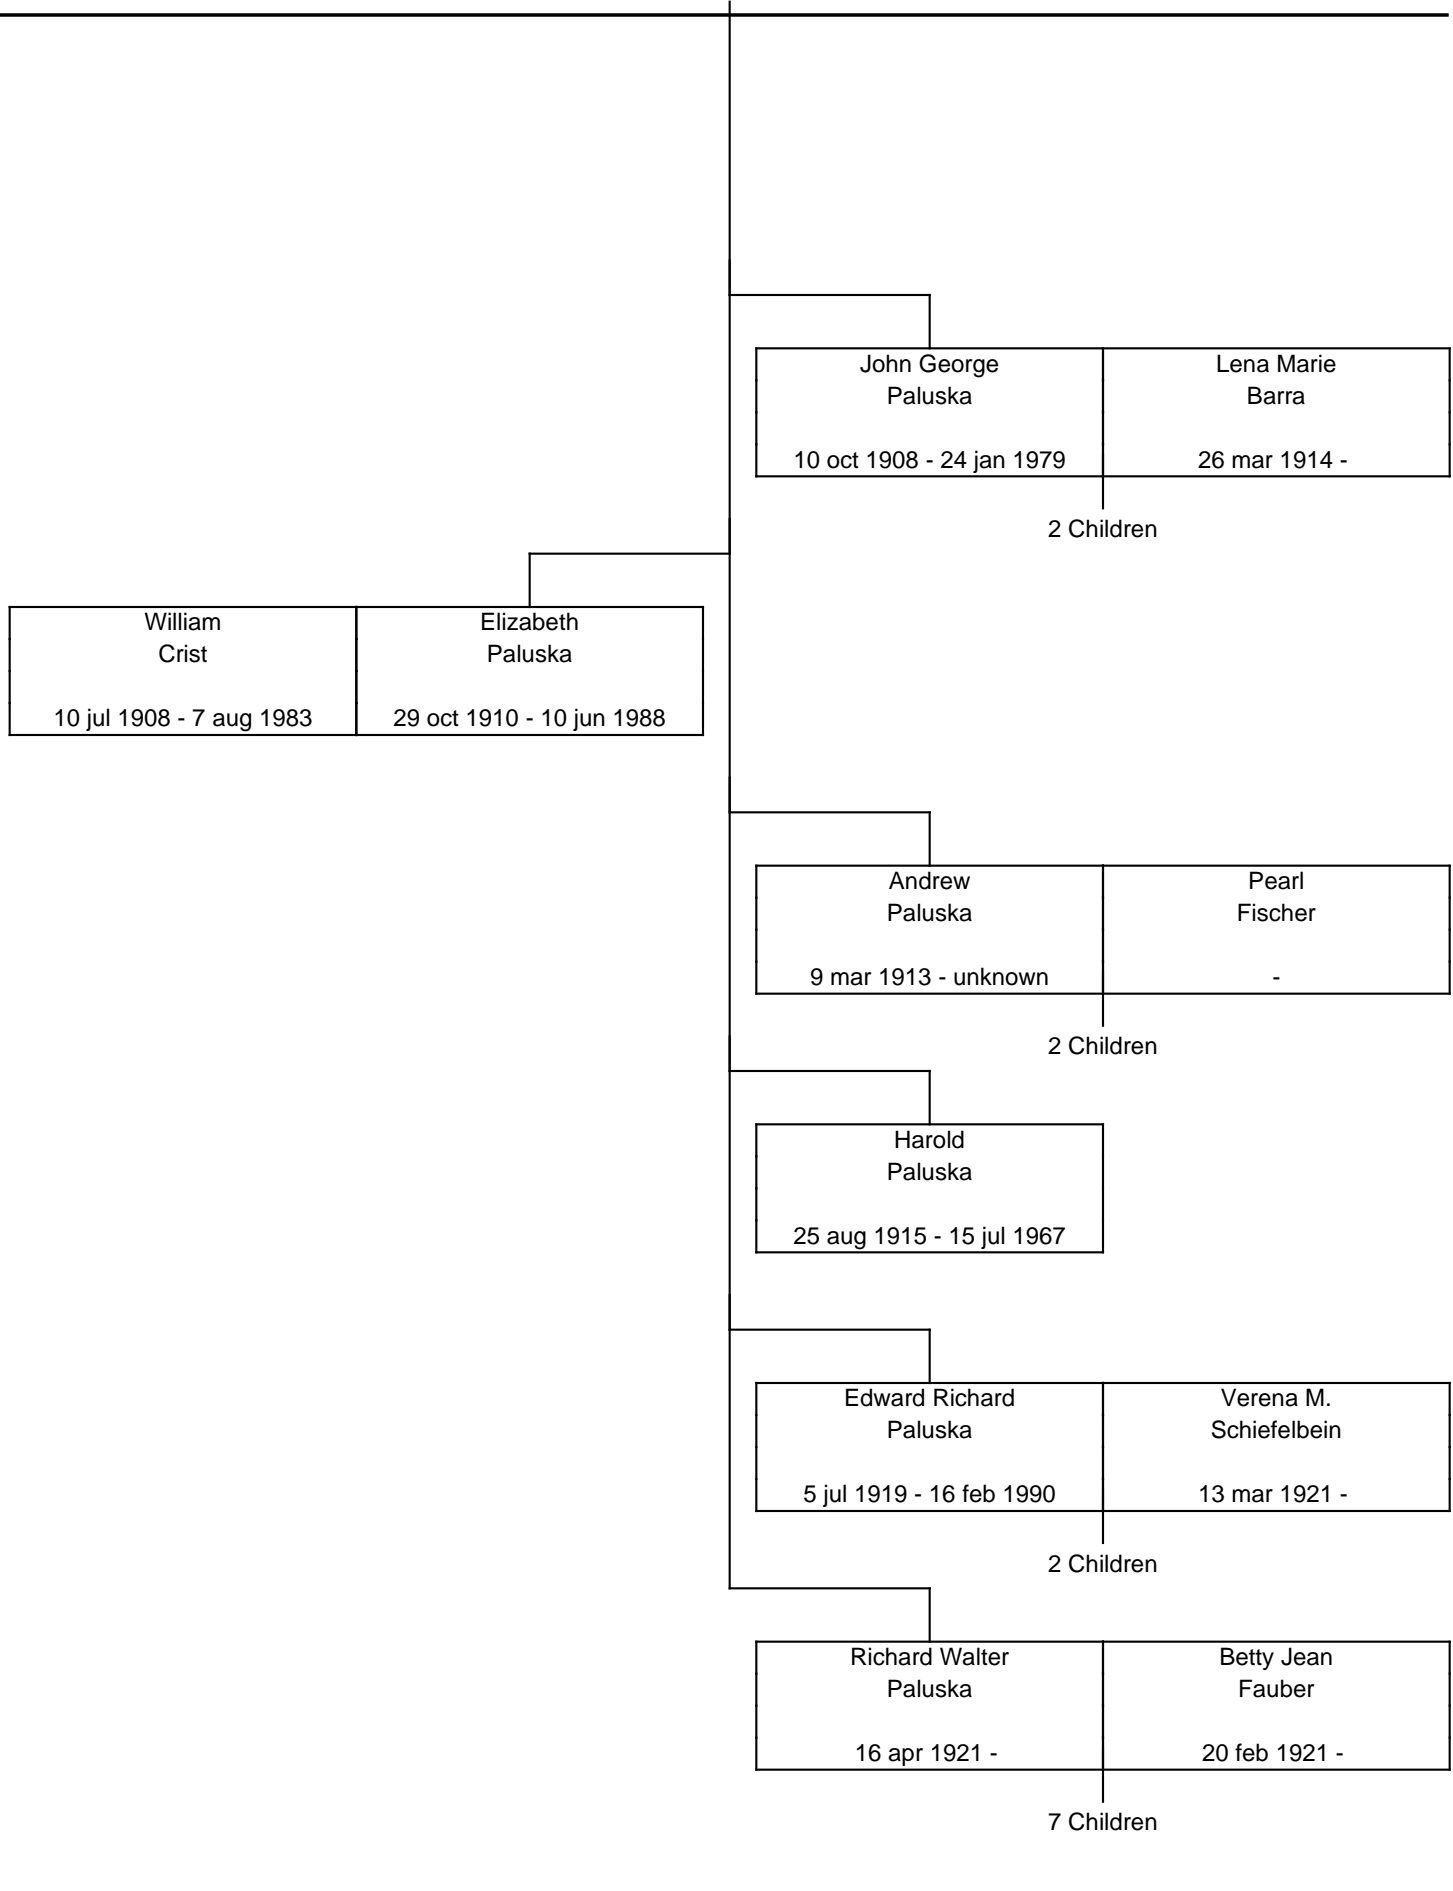 John George
Paluska
10 oct 1908 - 24 jan 1979
Lena Marie
Barra
26 mar 1914 -
2 Children
William
Crist
10 jul 1908 - 7 aug 1983
Elizabeth
Paluska
29 oct 1910 - 10 jun 1988
Andrew
Paluska
9 mar 1913 - unknown
Pearl
Fischer
-
2 Children
Harold
Paluska
25 aug 1915 - 15 jul 1967
Edward Richard
Paluska
5 jul 1919 - 16 feb 1990
Verena M.
Schiefelbein
13 mar 1921 -
2 Children
Richard Walter
Paluska
16 apr 1921 -
Betty Jean
Fauber
20 feb 1921 -
7 Children